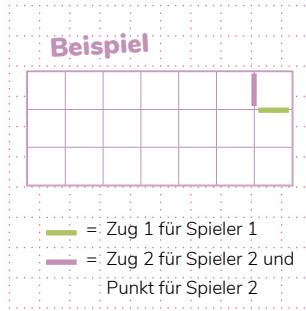 Beispiel
= Zug 1 für Spieler 1
= Zug 2 für Spieler 2 und
Punkt für Spieler 2